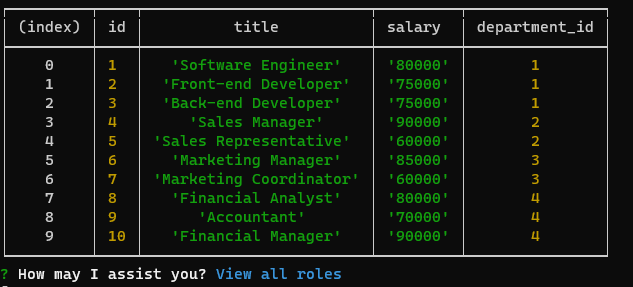 (index) id title salary department_id
0 1 'Software Engineer' '80000' 1
1 2 'Front-end Developer' '75000' 1
2 3 'Back-end Developer' '75000' 1
3 4 'Sales Manager' '90000' 2
4 5 'Sales Representative' '60000' 2
5 6 'Marketing Manager' '85000' 3
6 7 'Marketing Coordinator' '60000' 3
7 8 'Financial Analyst' '80000' 4
8 9 'Accountant' '70000' 4
9 10 'Financial Manager' '90000' 4
? How may I assist you? View all roles